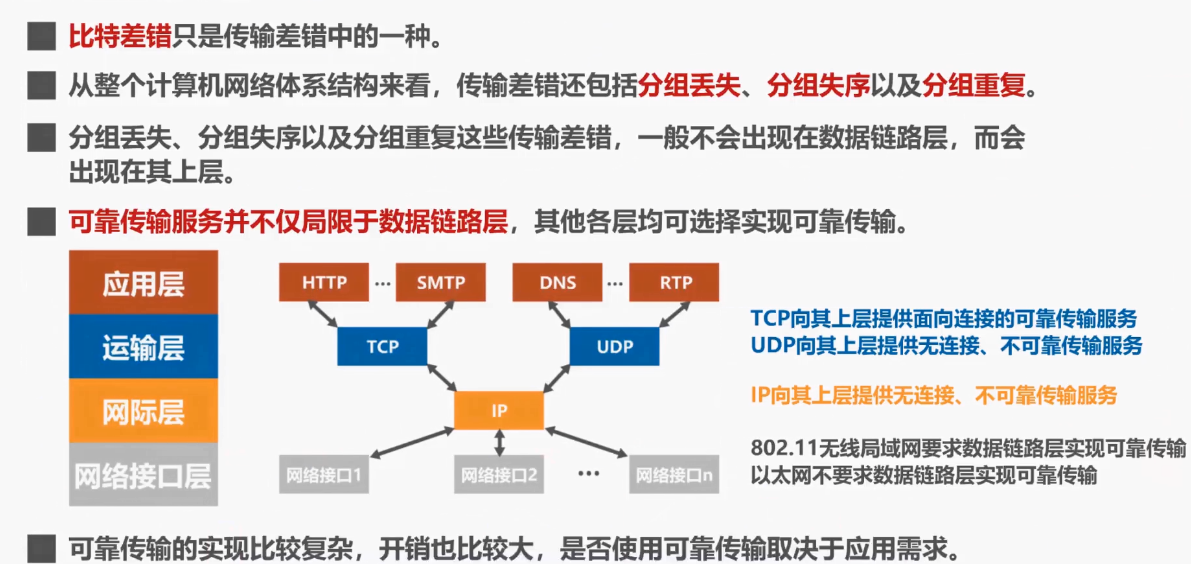 比特差错只是传输差错中的一种。
从整个计算机网络体系结构来看，传输差错还包括分组丢失、分组失序以及分组重复。
分组丢失、分组失序以及分组重复这些传输差错，一般不会出现在数据链路层，而会
出现在其上层。
可靠传输服务并不仅局限于数据链路层，其他各层均可选择实现可靠传输。
应用层
HTTP ··· SMTP DNS ··· RTP
运输层
TCP UDP
TCP向其上层提供面向连接的可靠传输服务
UDP向其上层提供无连接、不可靠传输服务
网际层
IP
IP向其上层提供无连接、不可靠传输服务
网络接口层
网络接口1 网络接口2 ··· 网络接口n
802.11无线局域网要求数据链路层实现可靠传输
以太网不要求数据链路层实现可靠传输
可靠传输的实现比较复杂，开销也比较大，是否使用可靠传输取决于应用需求。